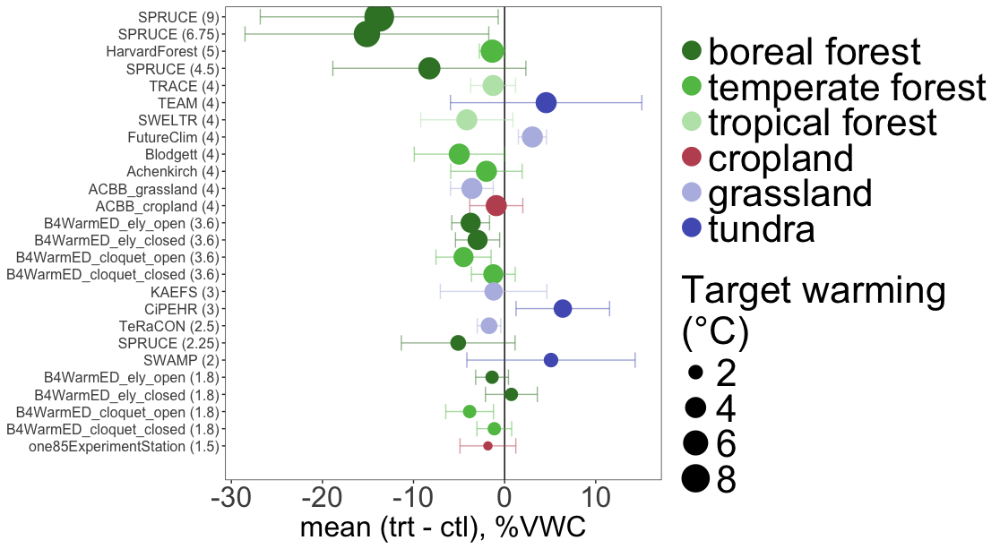 SPRUCE (9)
SPRUCE (6.75)
HarvardForest (5)
SPRUCE (4.5)
TRACE (4)
TEAM (4)
SWELTR (4)
FutureClim (4)
Blodgett (4)
Achenkirch (4)
ACBB_grassland (4)
ACBB_cropland (4)
B4WarmED_ely_open (3.6)
B4WarmED_ely_closed (3.6)
B4WarmED_cloquet_open (3.6)
B4WarmED_cloquet_closed (3.6)
KAEFS (3)
CiPEHR (3)
TeRaCON (2.5)
SPRUCE (2.25)
SWAMP (2)
B4WarmED_ely_open (1.8)
B4WarmED_ely_closed (1.8)
B4WarmED_cloquet_open (1.8)
B4WarmED_cloquet_closed (1.8)
one85ExperimentStation (1.5)
-30 -20 -10 0 10
mean (trt - ctl), %VWC
boreal forest
temperate forest
tropical forest
cropland
grassland
tundra
Target warming
(°C)
2
4
6
8